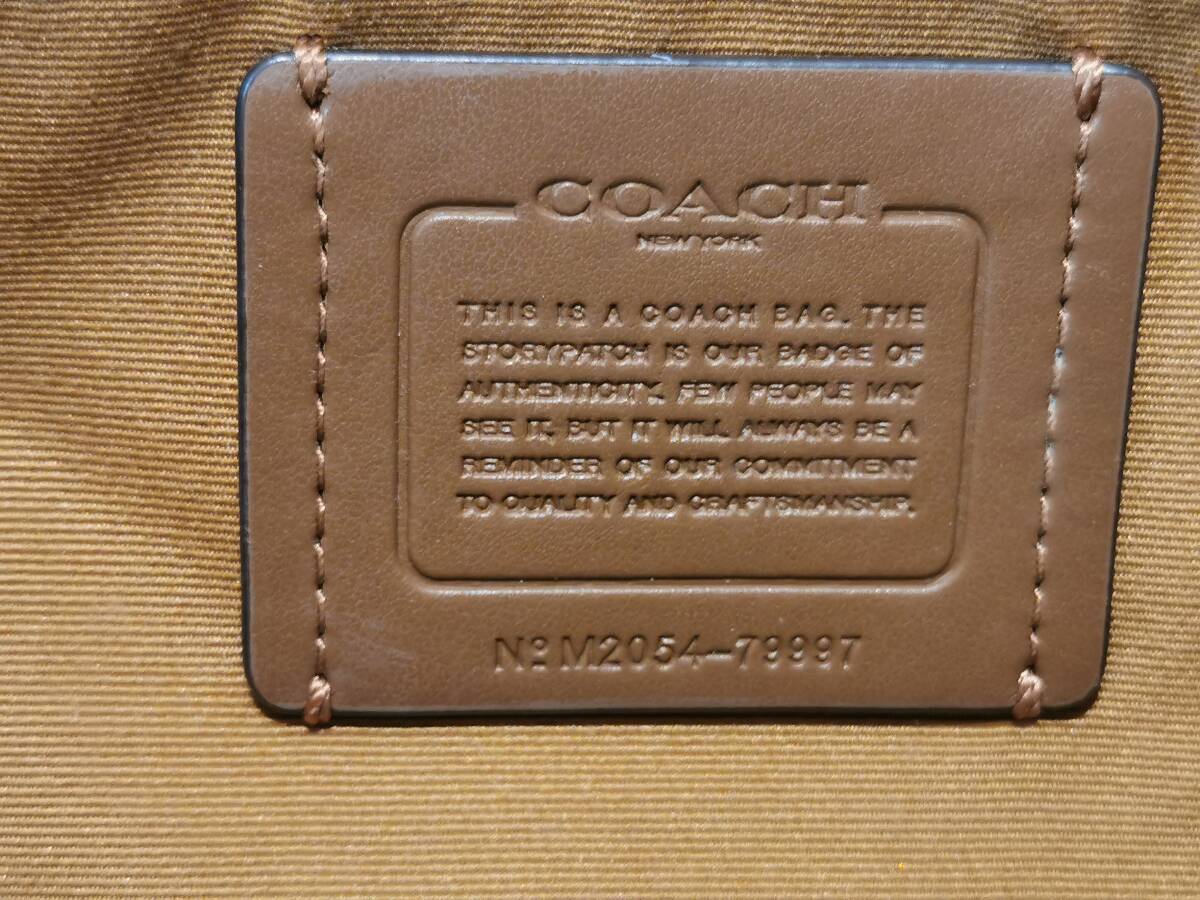 COACH
NEW YORK
THIS IS A COACH BAG. THE
STORYPATCH IS OUR BADGE OF
AUTHENTICITY. FEW PEOPLE MAY
SEE IT, BUT IT WILL ALWAYS BE A
REMINDER OF OUR COMMITMENT
TO QUALITY AND CRAFTSMANSHIP.
Nº M2054-79997